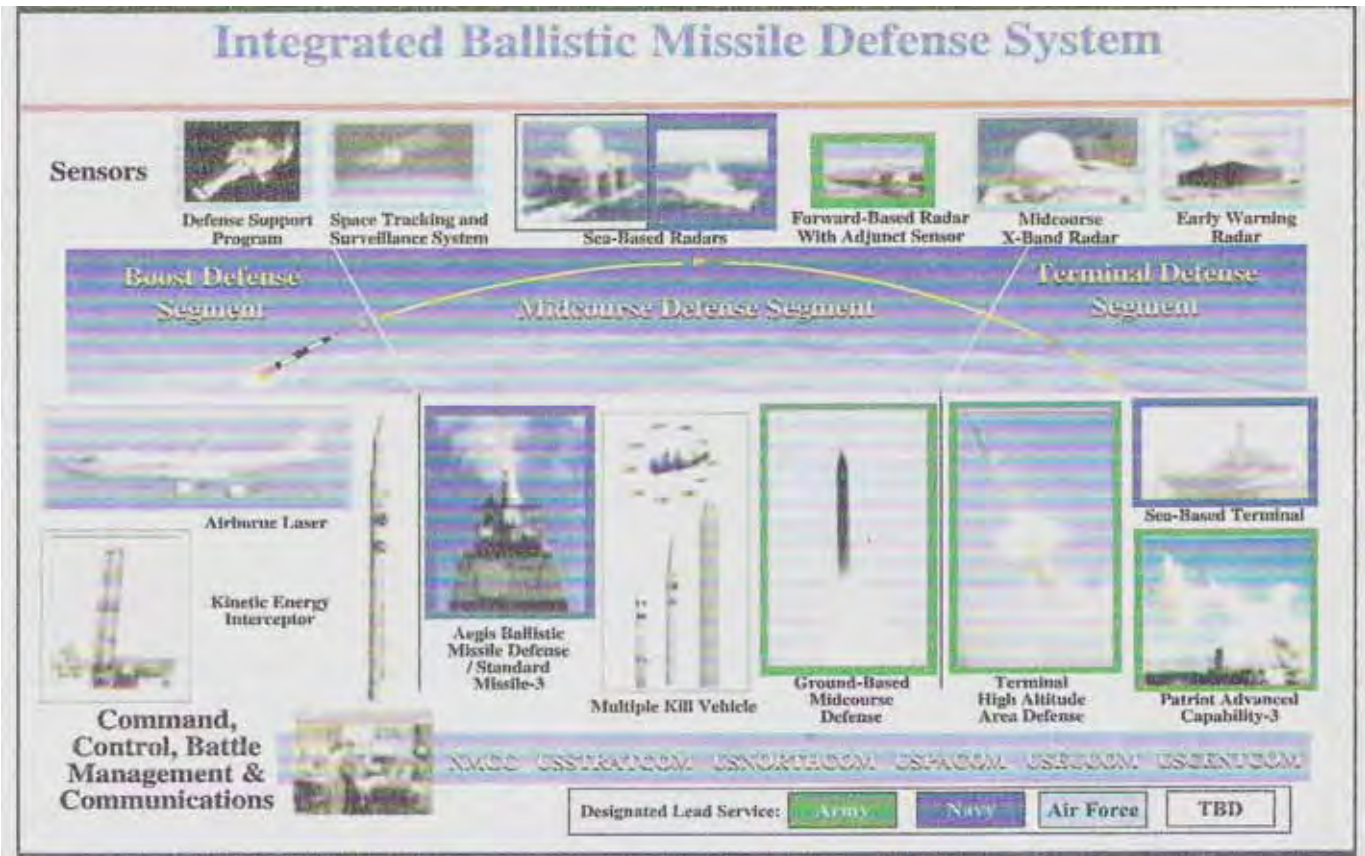 Integrated Ballistic Missile Defense System
Sensors
Defense Support
Program
Space Tracking and
Surveillance System
Sea-Based Radars
Forward-Based Radar
With Adjunct Sensor
Midcourse
X-Band Radar
Early Warning
Radar
Boost Defense
Segment
Midcourse Defense Segment
Terminal Defense
Segment
Airborne Laser
Kinetic Energy
Interceptor
Aegis Ballistic
Missile Defense
/ Standard
Missile-3
Multiple Kill Vehicle
Ground-Based
Midcourse
Defense
Terminal
High Altitude
Area Defense
Sea-Based Terminal
Patriot Advanced
Capability-3
Command,
Control, Battle
Management &
Communications
NMCC USSTRATCOM USNORTHCOM USPACOM USEUCOM USCENTCOM
Designated Lead Service: Army Navy Air Force TBD